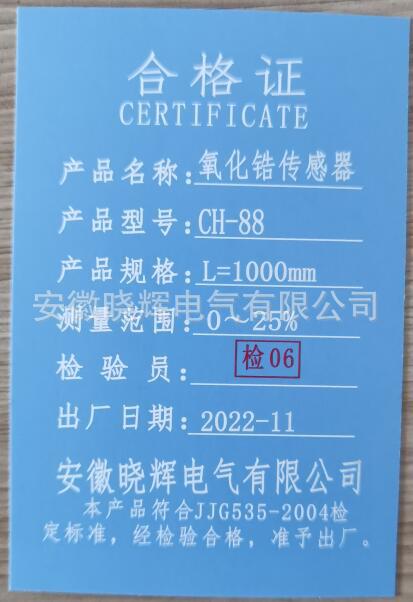 合格证
CERTIFICATE
产品名称:氧化锆传感器
产品型号:CH-88
产品规格:L=1000mm
安徽晓辉电气有限公司
测量范围:0～25%
检验员:检06
出厂日期:2022-11
安徽晓辉电气有限公司
本产品符合JJG535-2004检
定标准，经检验合格，准予出厂。